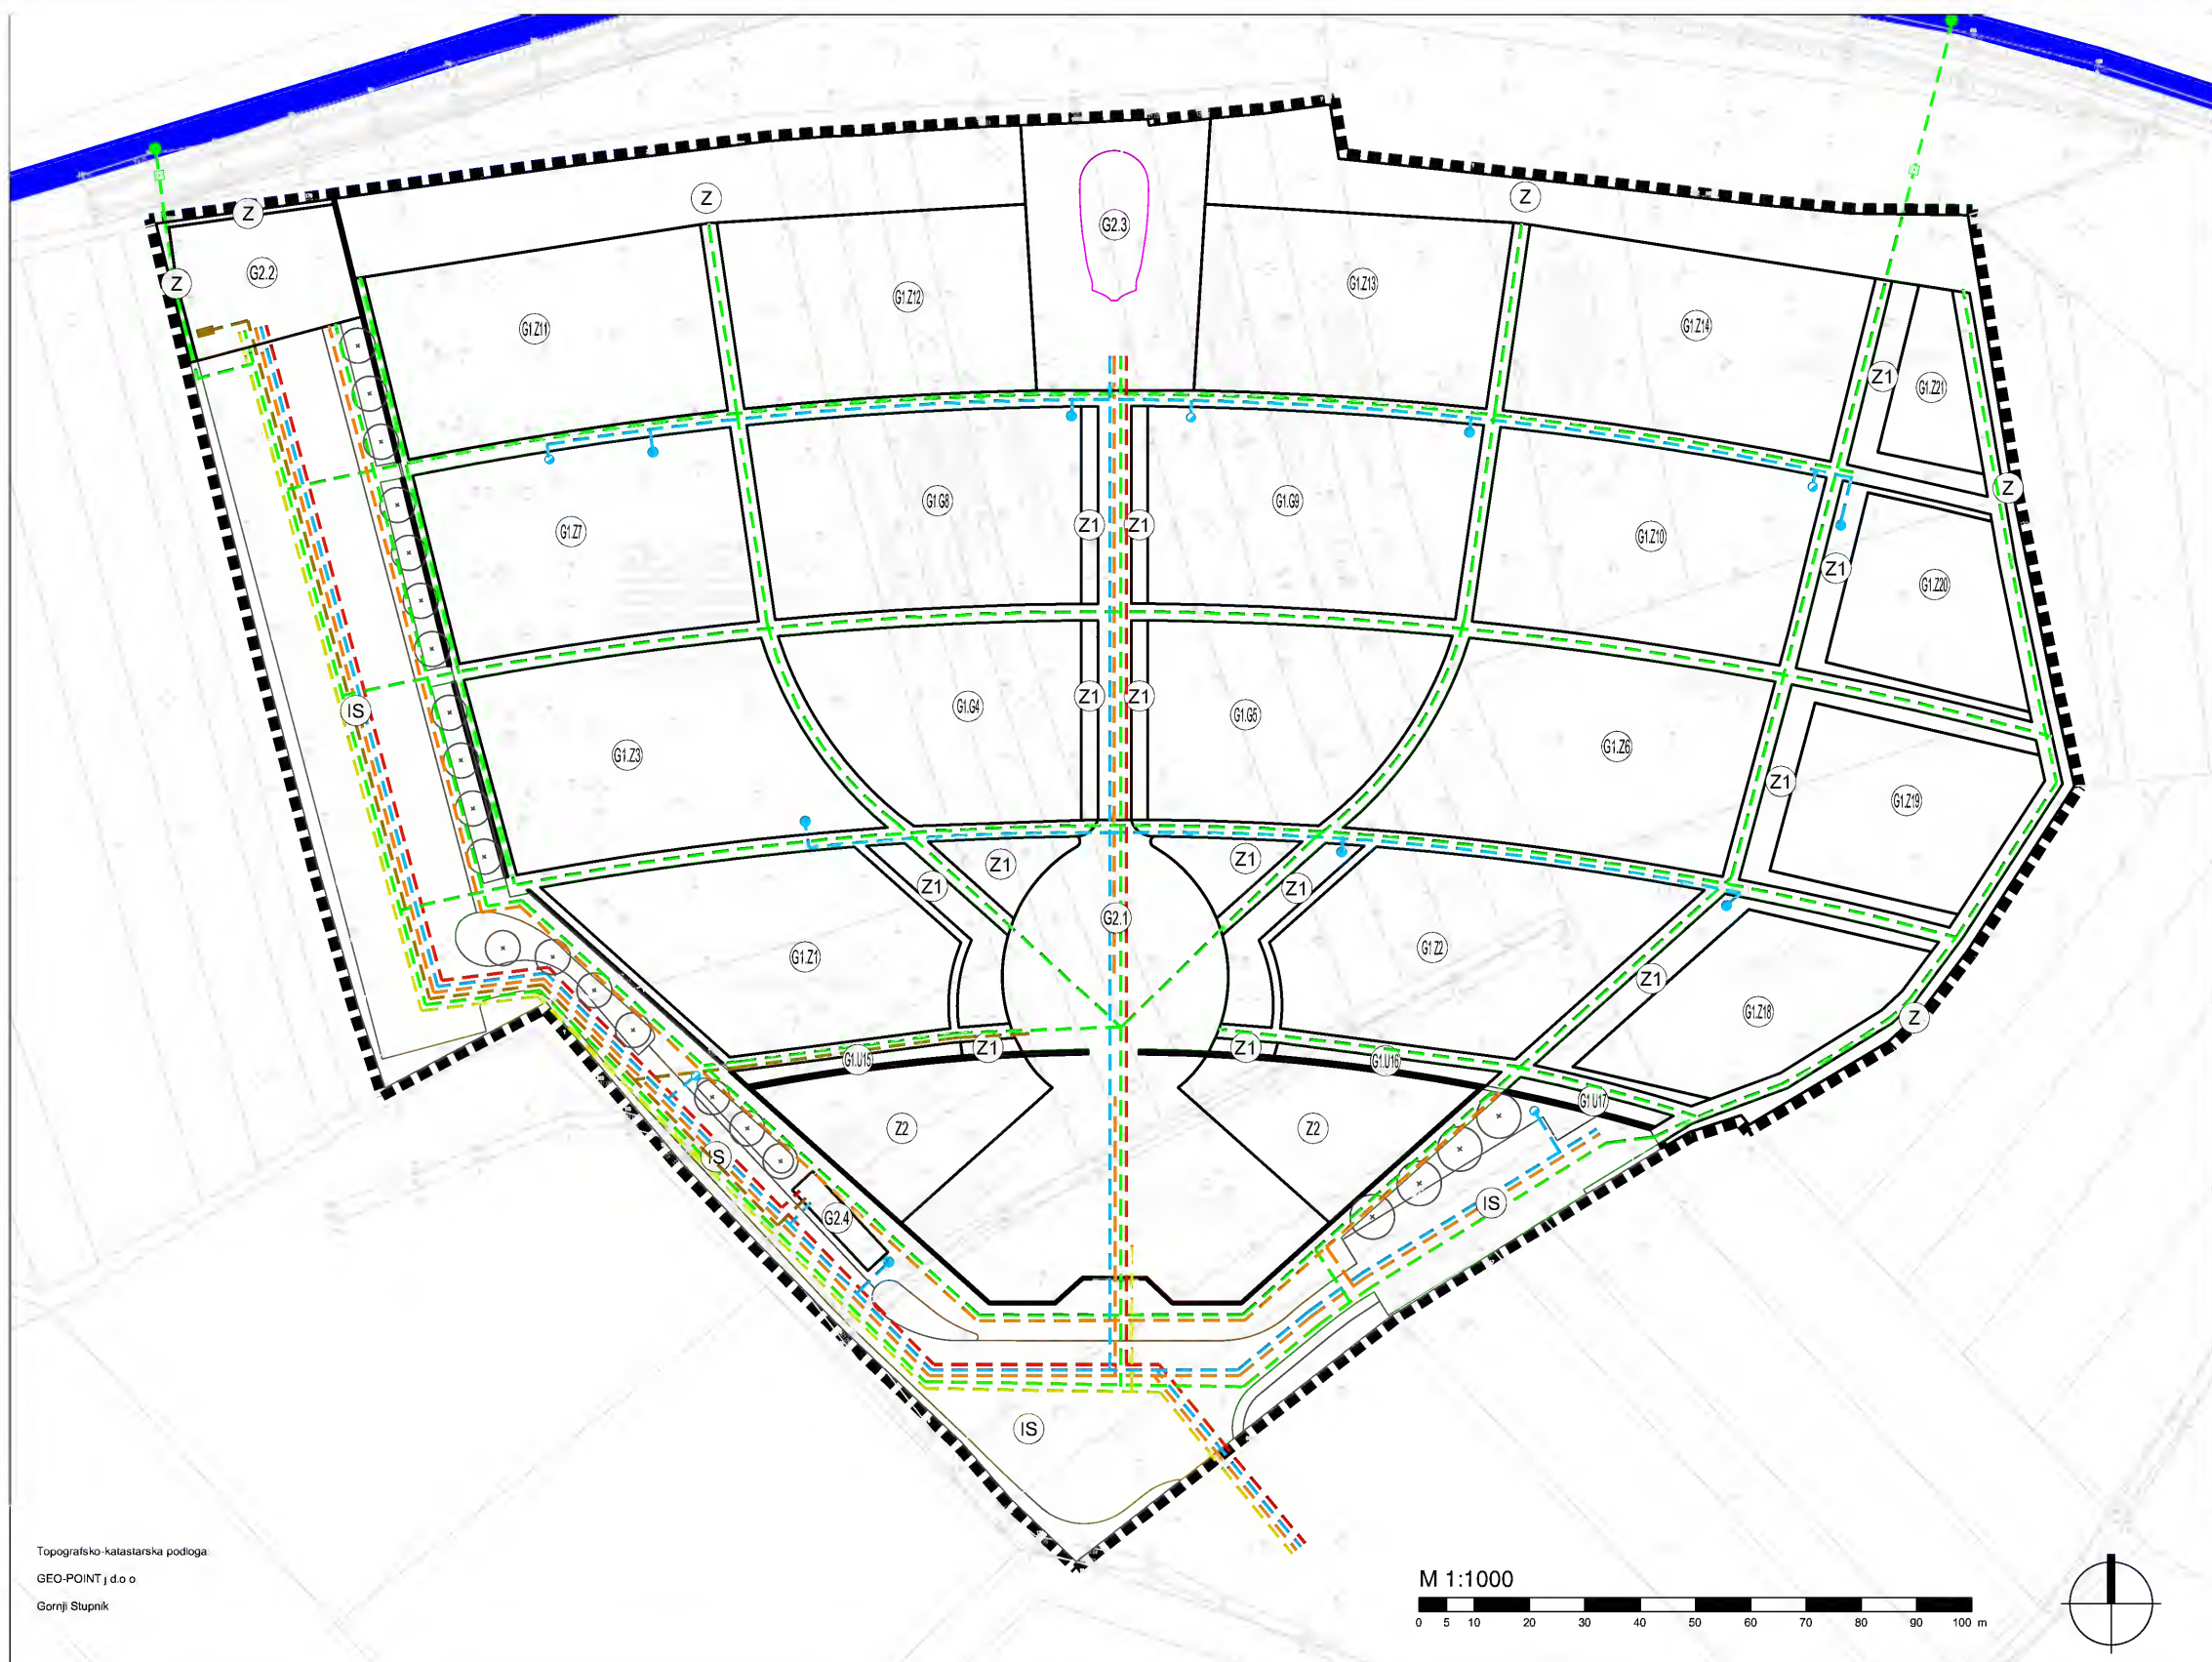 Z
Z
Z
G2.3
G2.2
Z
G1.Z12
G1.Z13
G1.Z11
G1.Z14
Z1
G1.Z21
Z
G1.G8
G1.G9
Z1
Z1
G1.Z7
G1.Z10
Z1
G1.Z20
Z1
Z1
G1.G4
G1.G5
IS
G1.Z3
G1.Z6
Z1
G1.Z19
Z1
Z1
Z1
Z1
G2.1
G1.Z1
G1.Z2
Z1
G1.Z18
Z
G1.U15
Z1
Z1
G1.U16
G1.U17
Z2
Z2
IS
G2.4
IS
IS
Topografsko-katastarska podloga:
GEO-POINT j.d.o.o.
Gornji Stupnik
M 1:1000
0 5 10 20 30 40 50 60 70 80 90 100 m